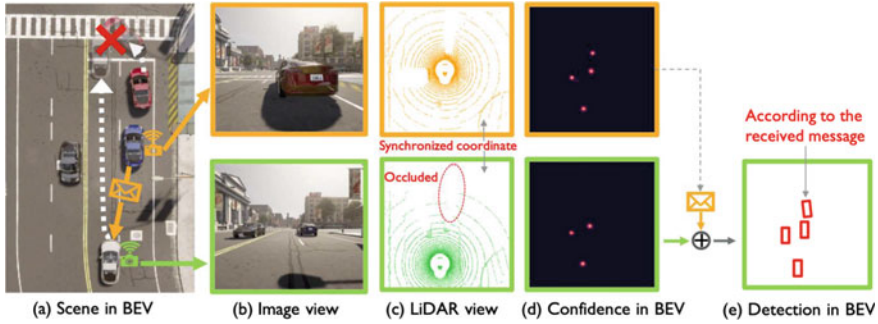 According to the
received message
Synchronized coordinate
Occluded
(a) Scene in BEV
(b) Image view
(c) LiDAR view
(d) Confidence in BEV
(e) Detection in BEV